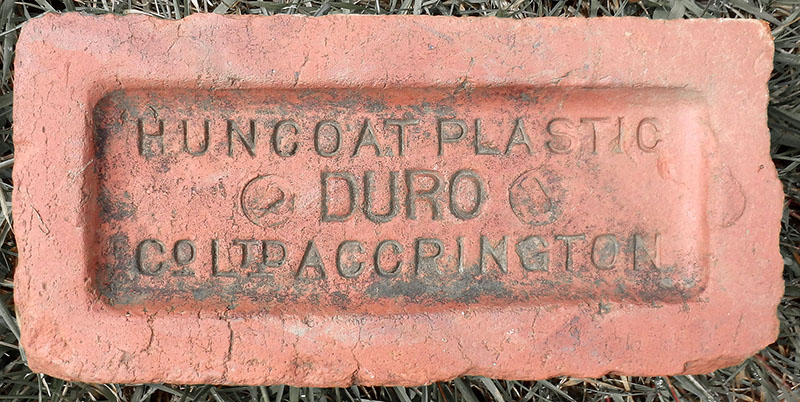 HUNCOAT PLASTIC
DURO
Co LTD ACCRINGTON